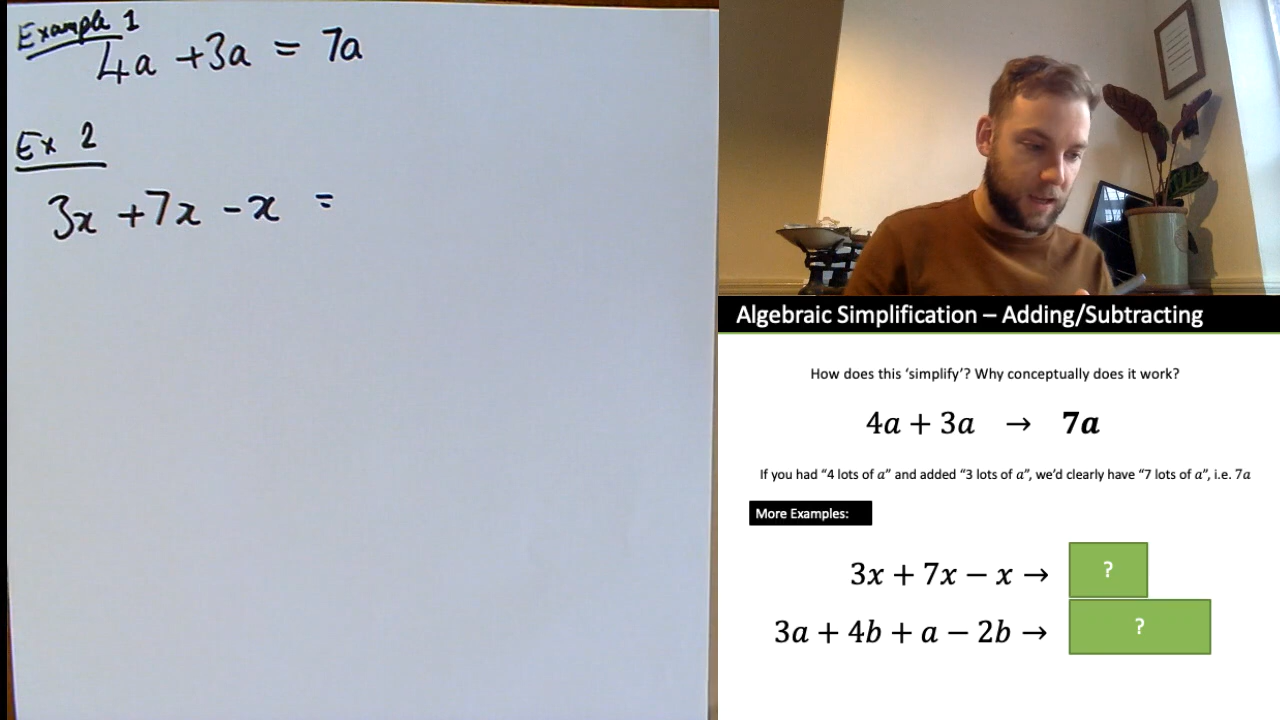 Example 1
4a + 3a = 7a
Ex 2
3x + 7x - x =
Algebraic Simplification – Adding/Subtracting
How does this ‘simplify’? Why conceptually does it work?
4a + 3a → 7a
If you had “4 lots of a” and added “3 lots of a”, we’d clearly have “7 lots of a”, i.e. 7a
More Examples:
3x + 7x − x → ?
3a + 4b + a − 2b → ?